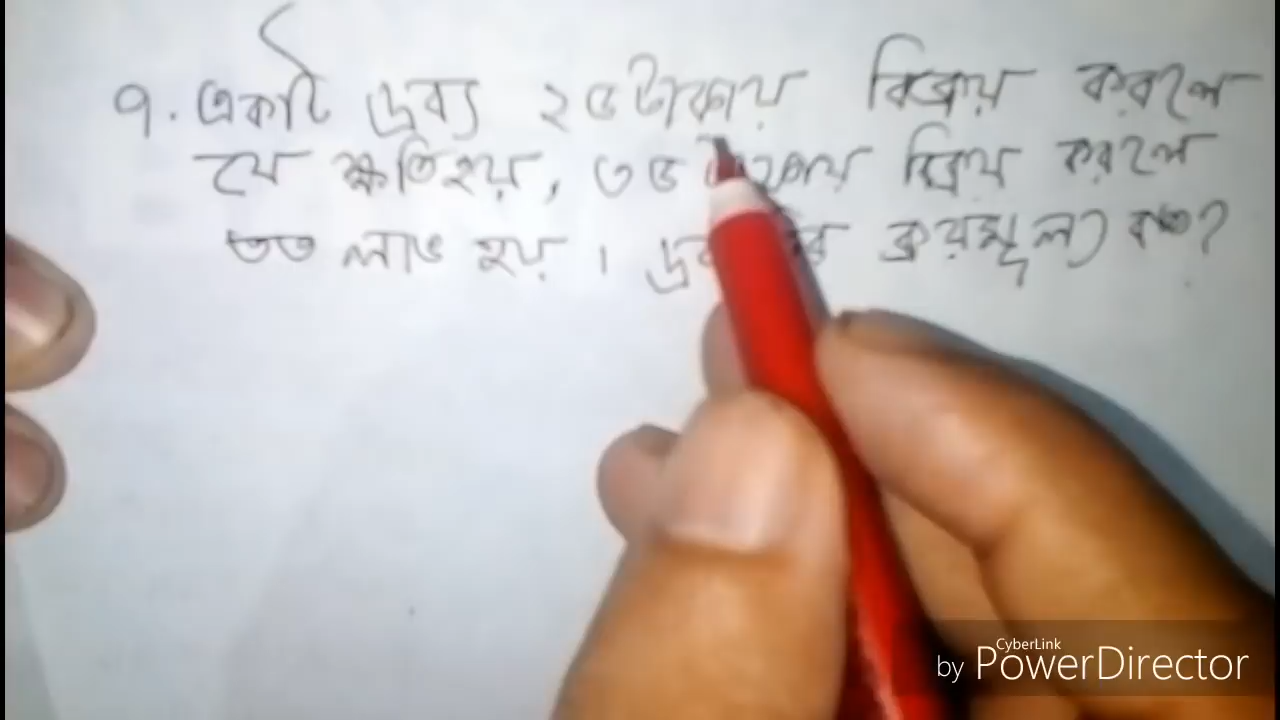 ৭. একটি দ্রব্য ২৫ টাকায় বিক্রয় করলে
যে ক্ষতি হয়, ৩৫ টাকায় বিক্রয় করলে
তত লাভ হয় । ক্রয়মূল্য কত?
CyberLink
by PowerDirector